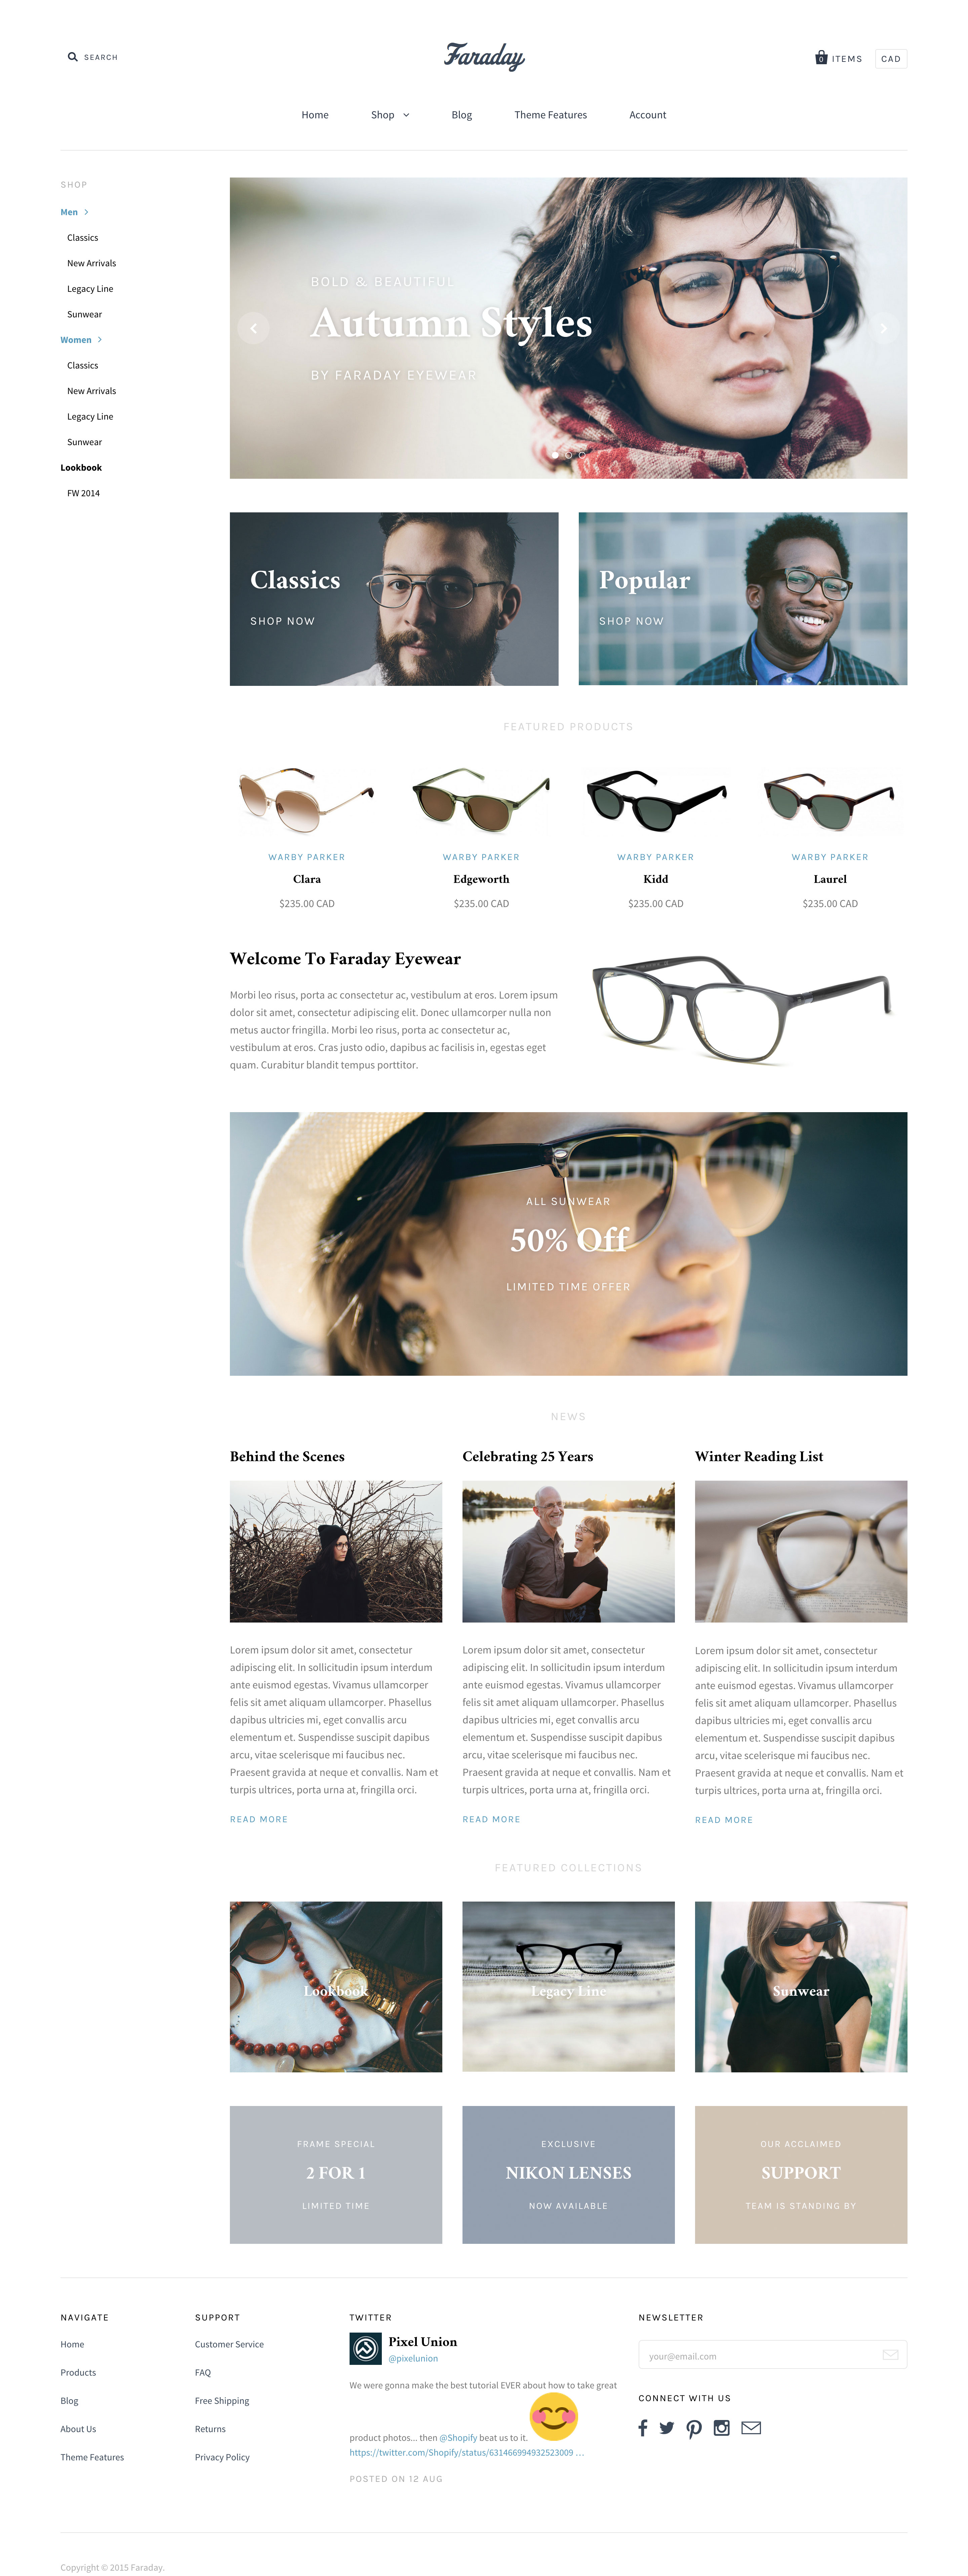 SEARCH
Faraday
0 ITEMS
CAD
Home Shop Blog Theme Features Account
SHOP
Men
Classics
New Arrivals
Legacy Line
Sunwear
Women
Classics
New Arrivals
Legacy Line
Sunwear
Lookbook
FW 2014
BOLD & BEAUTIFUL
Autumn Styles
BY FARADAY EYEWEAR
Classics
SHOP NOW
Popular
SHOP NOW
FEATURED PRODUCTS
WARBY PARKER
Clara
$235.00 CAD
WARBY PARKER
Edgeworth
$235.00 CAD
WARBY PARKER
Kidd
$235.00 CAD
WARBY PARKER
Laurel
$235.00 CAD
Welcome To Faraday Eyewear
Morbi leo risus, porta ac consectetur ac, vestibulum at eros. Lorem ipsum
dolor sit amet, consectetur adipiscing elit. Donec ullamcorper nulla non
metus auctor fringilla. Morbi leo risus, porta ac consectetur ac,
vestibulum at eros. Cras justo odio, dapibus ac facilisis in, egestas eget
quam. Curabitur blandit tempus porttitor.
ALL SUNWEAR
50% Off
LIMITED TIME OFFER
NEWS
Behind the Scenes
Lorem ipsum dolor sit amet, consectetur
adipiscing elit. In sollicitudin ipsum interdum
ante euismod egestas. Vivamus ullamcorper
felis sit amet aliquam ullamcorper. Phasellus
dapibus ultricies mi, eget convallis arcu
elementum et. Suspendisse suscipit dapibus
arcu, vitae scelerisque mi faucibus nec.
Praesent gravida at neque et convallis. Nam et
turpis ultrices, porta urna at, fringilla orci.
READ MORE
Celebrating 25 Years
Lorem ipsum dolor sit amet, consectetur
adipiscing elit. In sollicitudin ipsum interdum
ante euismod egestas. Vivamus ullamcorper
felis sit amet aliquam ullamcorper. Phasellus
dapibus ultricies mi, eget convallis arcu
elementum et. Suspendisse suscipit dapibus
arcu, vitae scelerisque mi faucibus nec.
Praesent gravida at neque et convallis. Nam et
turpis ultrices, porta urna at, fringilla orci.
READ MORE
Winter Reading List
Lorem ipsum dolor sit amet, consectetur
adipiscing elit. In sollicitudin ipsum interdum
ante euismod egestas. Vivamus ullamcorper
felis sit amet aliquam ullamcorper. Phasellus
dapibus ultricies mi, eget convallis arcu
elementum et. Suspendisse suscipit dapibus
arcu, vitae scelerisque mi faucibus nec.
Praesent gravida at neque et convallis. Nam et
turpis ultrices, porta urna at, fringilla orci.
READ MORE
FEATURED COLLECTIONS
Lookbook
Legacy Line
Sunwear
FRAME SPECIAL
2 FOR 1
LIMITED TIME
EXCLUSIVE
NIKON LENSES
NOW AVAILABLE
OUR ACCLAIMED
SUPPORT
TEAM IS STANDING BY
NAVIGATE
Home
Products
Blog
About Us
Theme Features
SUPPORT
Customer Service
FAQ
Free Shipping
Returns
Privacy Policy
TWITTER
Pixel Union
@pixelunion
We were gonna make the best tutorial EVER about how to take great
product photos... then @Shopify beat us to it. 😊
https://twitter.com/Shopify/status/631466994932523009 …
POSTED ON 12 AUG
NEWSLETTER
your@email.com
CONNECT WITH US
Copyright © 2015 Faraday.